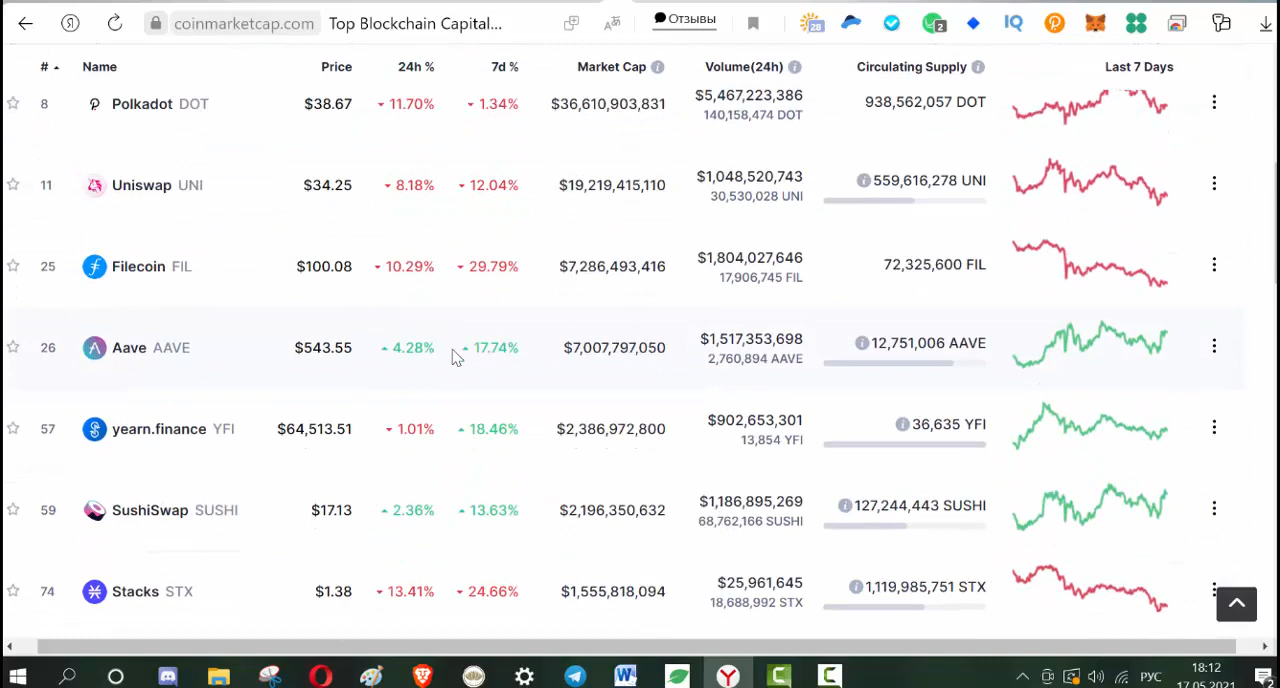 coinmarketcap.com Top Blockchain Capital... Отзывы 28 2 IQ
# Name Price 24h % 7d % Market Cap Volume(24h) Circulating Supply Last 7 Days
8 Polkadot DOT $38.67 11.70% 1.34% $36,610,903,831 $5,467,223,386 938,562,057 DOT
140,158,474 DOT
11 Uniswap UNI $34.25 8.18% 12.04% $19,219,415,110 $1,048,520,743 559,616,278 UNI
30,530,028 UNI
25 Filecoin FIL $100.08 10.29% 29.79% $7,286,493,416 $1,804,027,646 72,325,600 FIL
17,906,745 FIL
26 Aave AAVE $543.55 4.28% 17.74% $7,007,797,050 $1,517,353,698 12,751,006 AAVE
2,760,894 AAVE
57 yearn.finance YFI $64,513.51 1.01% 18.46% $2,386,972,800 $902,653,301 36,635 YFI
13,854 YFI
59 SushiSwap SUSHI $17.13 2.36% 13.63% $2,196,350,632 $1,186,895,269 127,244,443 SUSHI
68,762,166 SUSHI
74 Stacks STX $1.38 13.41% 24.66% $1,555,818,094 $25,961,645 1,119,985,751 STX
18,688,992 STX
РУС 18:12
17.05.2021